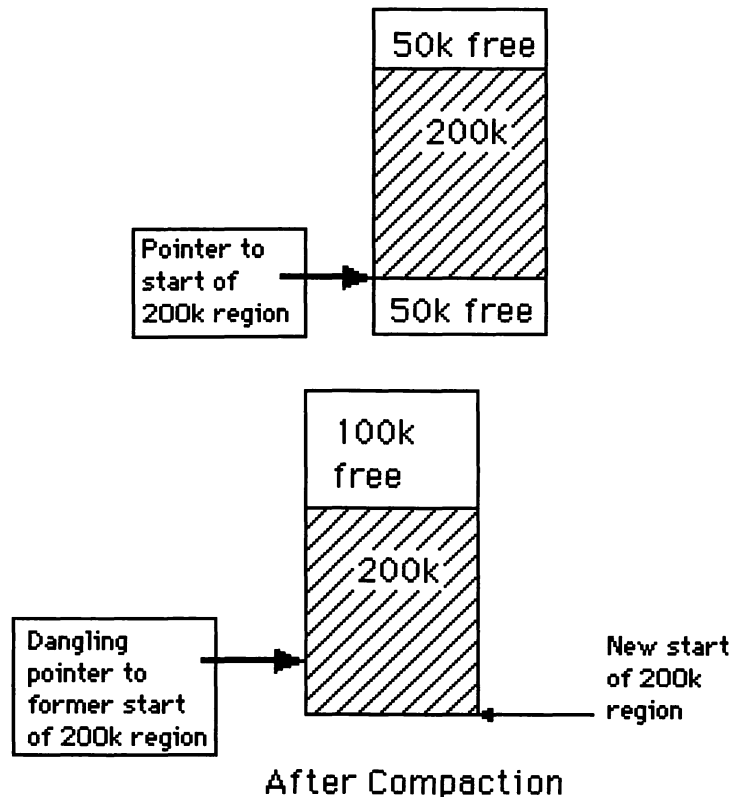 50k free
200k
Pointer to
start of
200k region
50k free
100k
free
200k
Dangling
pointer to
former start
of 200k region
New start
of 200k
region
After Compaction